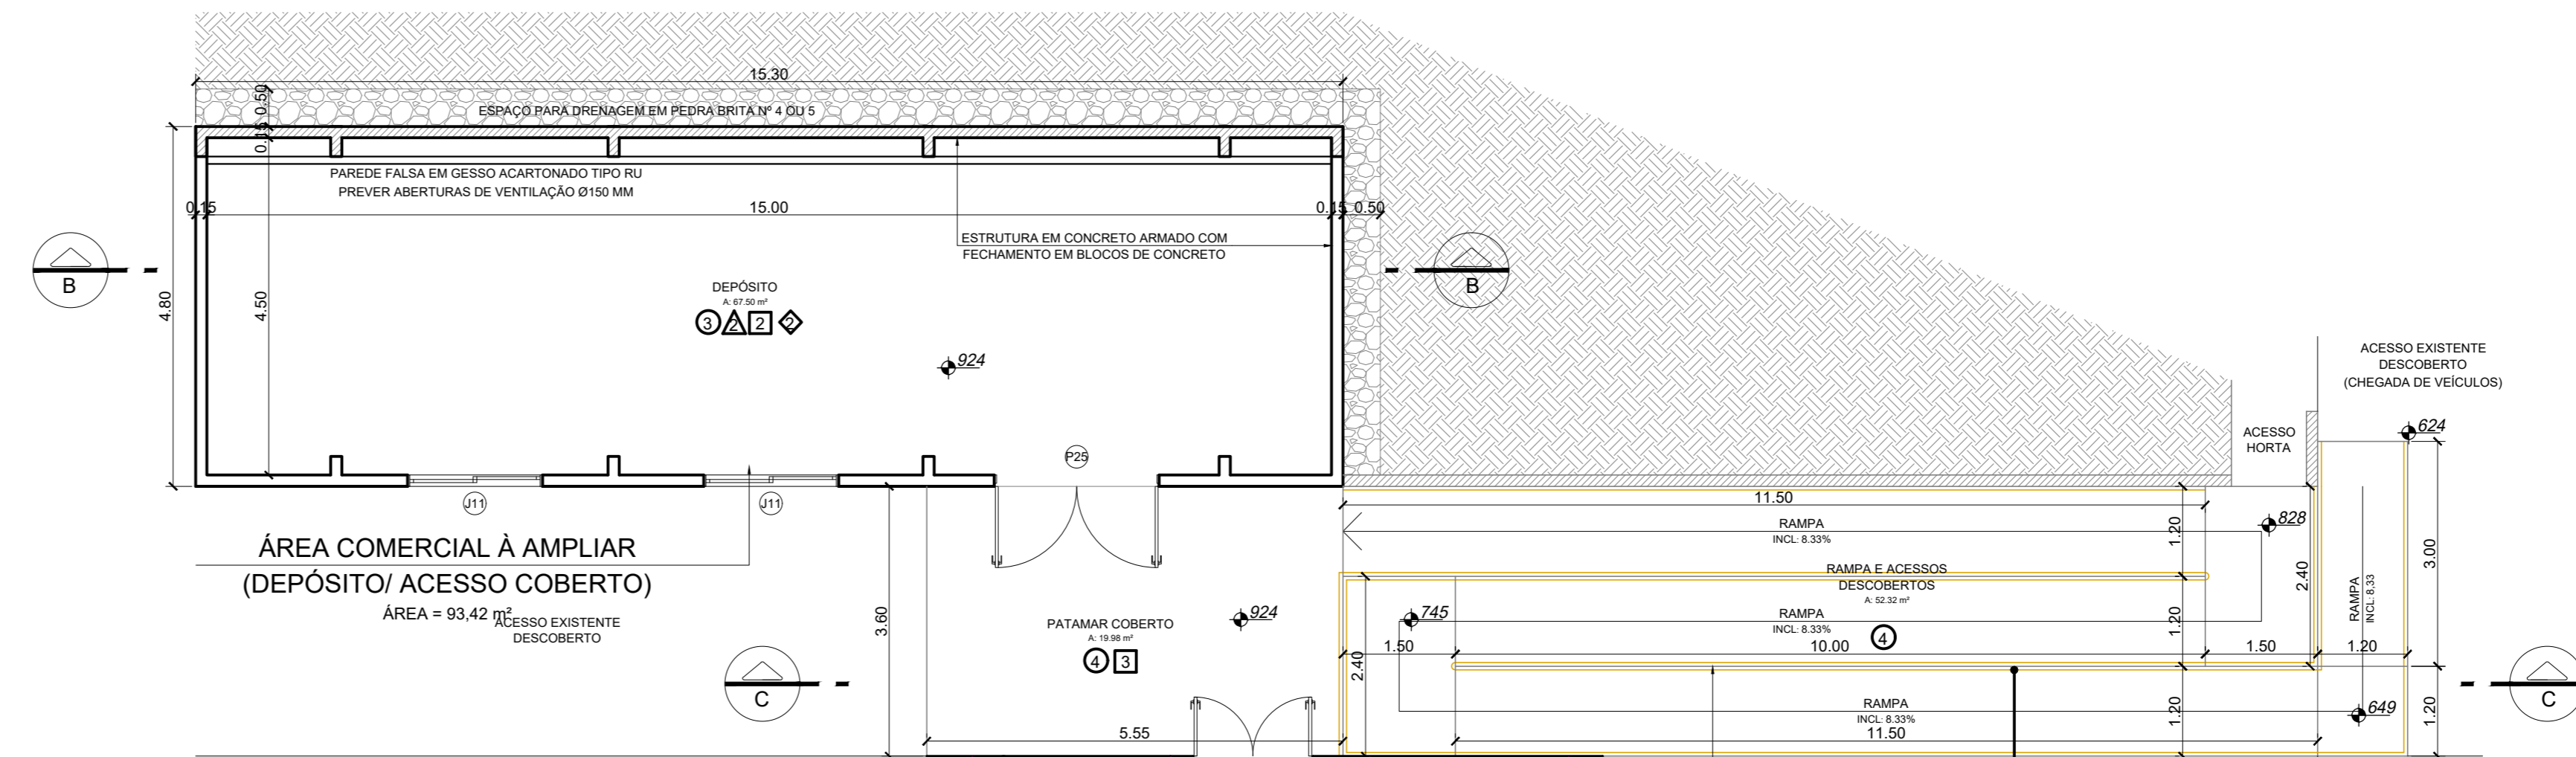 15.30
0.50
ESPAÇO PARA DRENAGEM EM PEDRA BRITA Nº 4 OU 5
0.15
PAREDE FALSA EM GESSO ACARTONADO TIPO RU
PREVER ABERTURAS DE VENTILAÇÃO Ø150 MM
0.15
15.00
0.15
0.50
ESTRUTURA EM CONCRETO ARMADO COM
FECHAMENTO EM BLOCOS DE CONCRETO
B
B
4.80
4.50
DEPÓSITO
A: 67.50 m²
3 2 2 2
924
ACESSO EXISTENTE
DESCOBERTO
(CHEGADA DE VEÍCULOS)
624
ACESSO
HORTA
P25
J11
J11
11.50
RAMPA
INCL: 8.33%
828
1.20
3.00
ÁREA COMERCIAL À AMPLIAR
(DEPÓSITO/ ACESSO COBERTO)
ÁREA = 93,42 m²
ACESSO EXISTENTE
DESCOBERTO
3.60
RAMPA E ACESSOS
DESCOBERTOS
A: 52.32 m²
2.40
RAMPA
INCL: 8,33
PATAMAR COBERTO
A: 19.98 m²
4 3
924
745
RAMPA
INCL: 8.33%
4
1.20
1.50
10.00
1.50
1.20
2.40
C
C
RAMPA
INCL: 8.33%
11.50
1.20
649
1.20
5.55